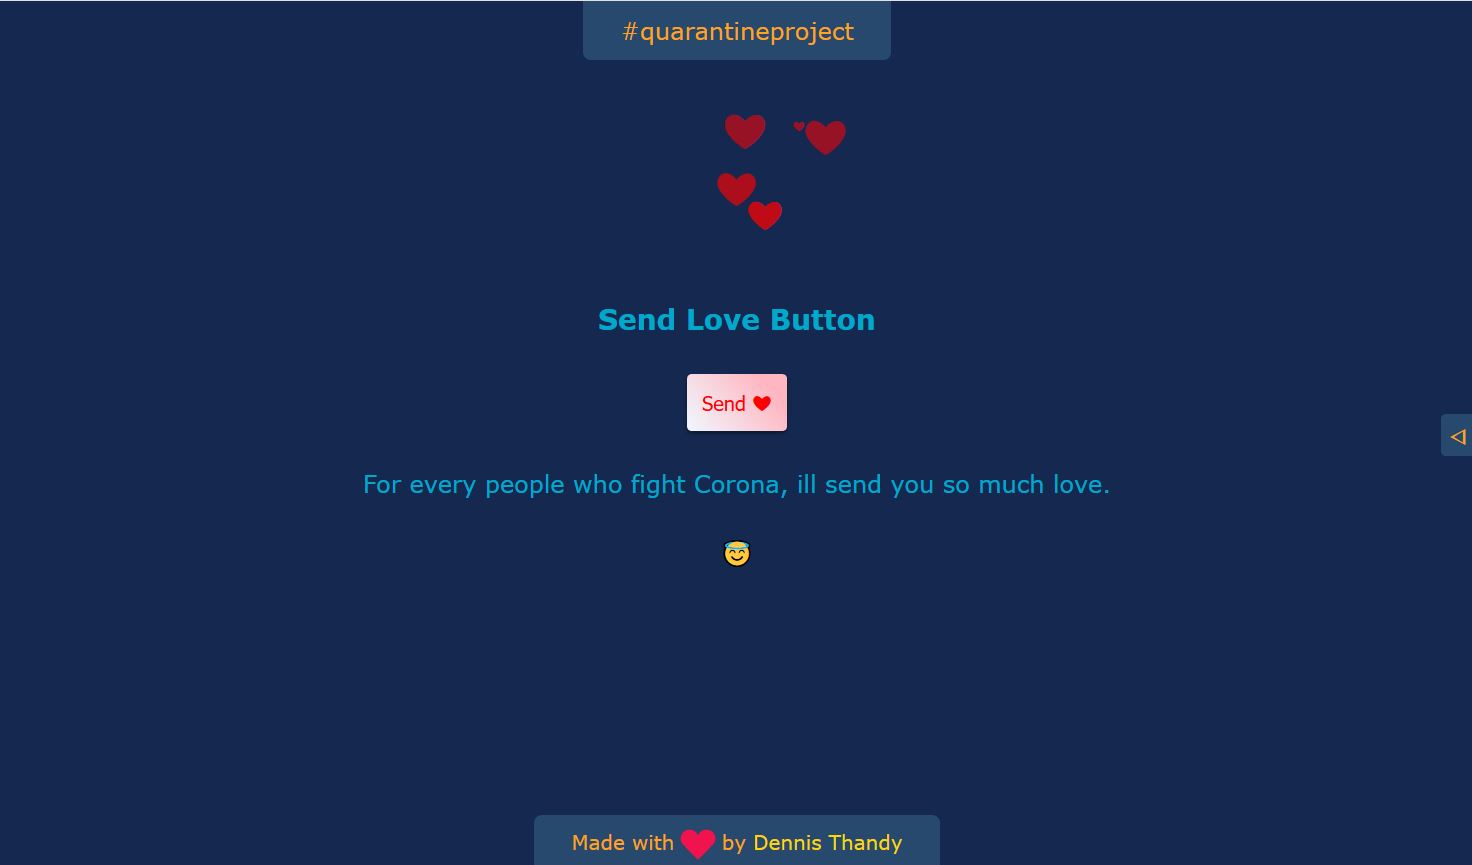 #quarantineproject
Send Love Button
Send ♥
For every people who fight Corona, ill send you so much love.
😇
Made with ♥ by Dennis Thandy